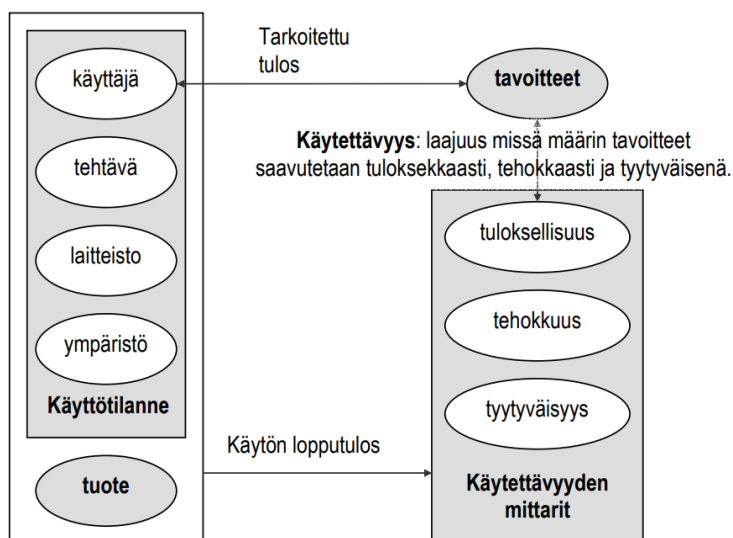 käyttäjä
tehtävä
laitteisto
ympäristö
Käyttötilanne
tuote
Tarkoitettu
tulos
tavoitteet
Käytettävyys: laajuus missä määrin tavoitteet
saavutetaan tuloksekkaasti, tehokkaasti ja tyytyväisenä.
tuloksellisuus
tehokkuus
tyytyväisyys
Käytettävyyden
mittarit
Käytön lopputulos